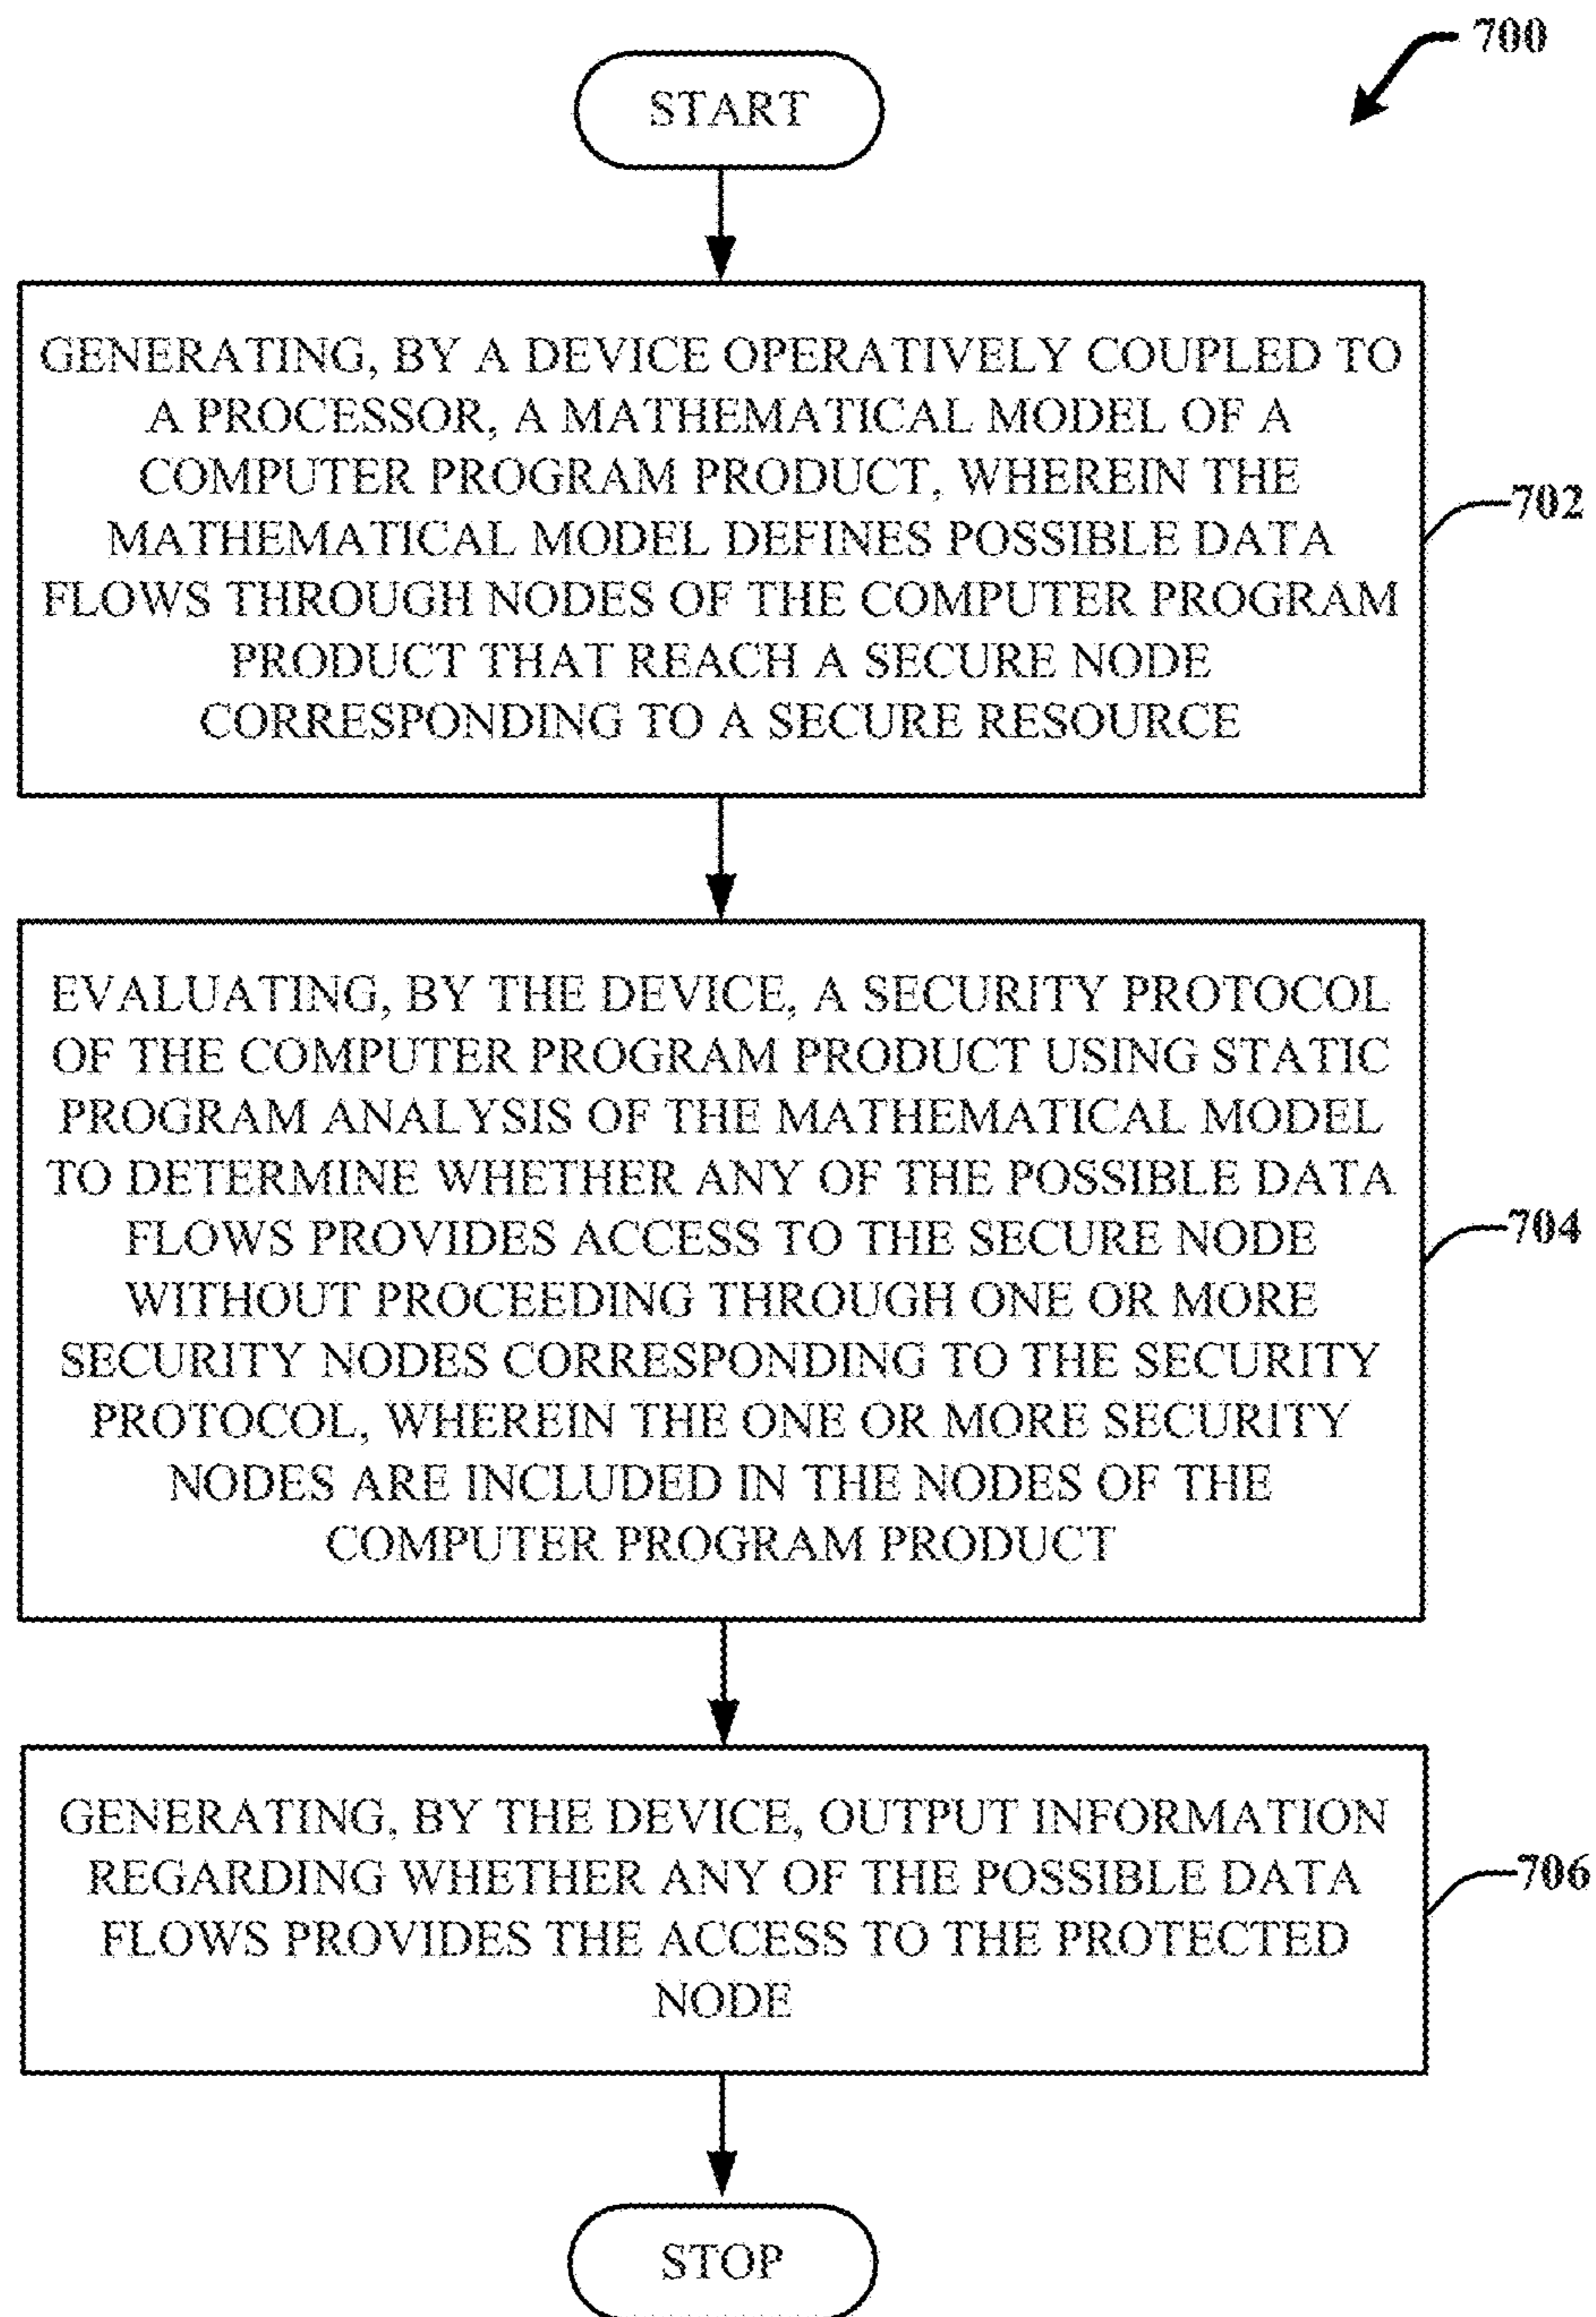 700
START
GENERATING, BY A DEVICE OPERATIVELY COUPLED TO
A PROCESSOR, A MATHEMATICAL MODEL OF A
COMPUTER PROGRAM PRODUCT, WHEREIN THE
MATHEMATICAL MODEL DEFINES POSSIBLE DATA
FLOWS THROUGH NODES OF THE COMPUTER PROGRAM
PRODUCT THAT REACH A SECURE NODE
CORRESPONDING TO A SECURE RESOURCE
702
EVALUATING, BY THE DEVICE, A SECURITY PROTOCOL
OF THE COMPUTER PROGRAM PRODUCT USING STATIC
PROGRAM ANALYSIS OF THE MATHEMATICAL MODEL
TO DETERMINE WHETHER ANY OF THE POSSIBLE DATA
FLOWS PROVIDES ACCESS TO THE SECURE NODE
WITHOUT PROCEEDING THROUGH ONE OR MORE
SECURITY NODES CORRESPONDING TO THE SECURITY
PROTOCOL, WHEREIN THE ONE OR MORE SECURITY
NODES ARE INCLUDED IN THE NODES OF THE
COMPUTER PROGRAM PRODUCT
704
GENERATING, BY THE DEVICE, OUTPUT INFORMATION
REGARDING WHETHER ANY OF THE POSSIBLE DATA
FLOWS PROVIDES THE ACCESS TO THE PROTECTED
NODE
706
STOP